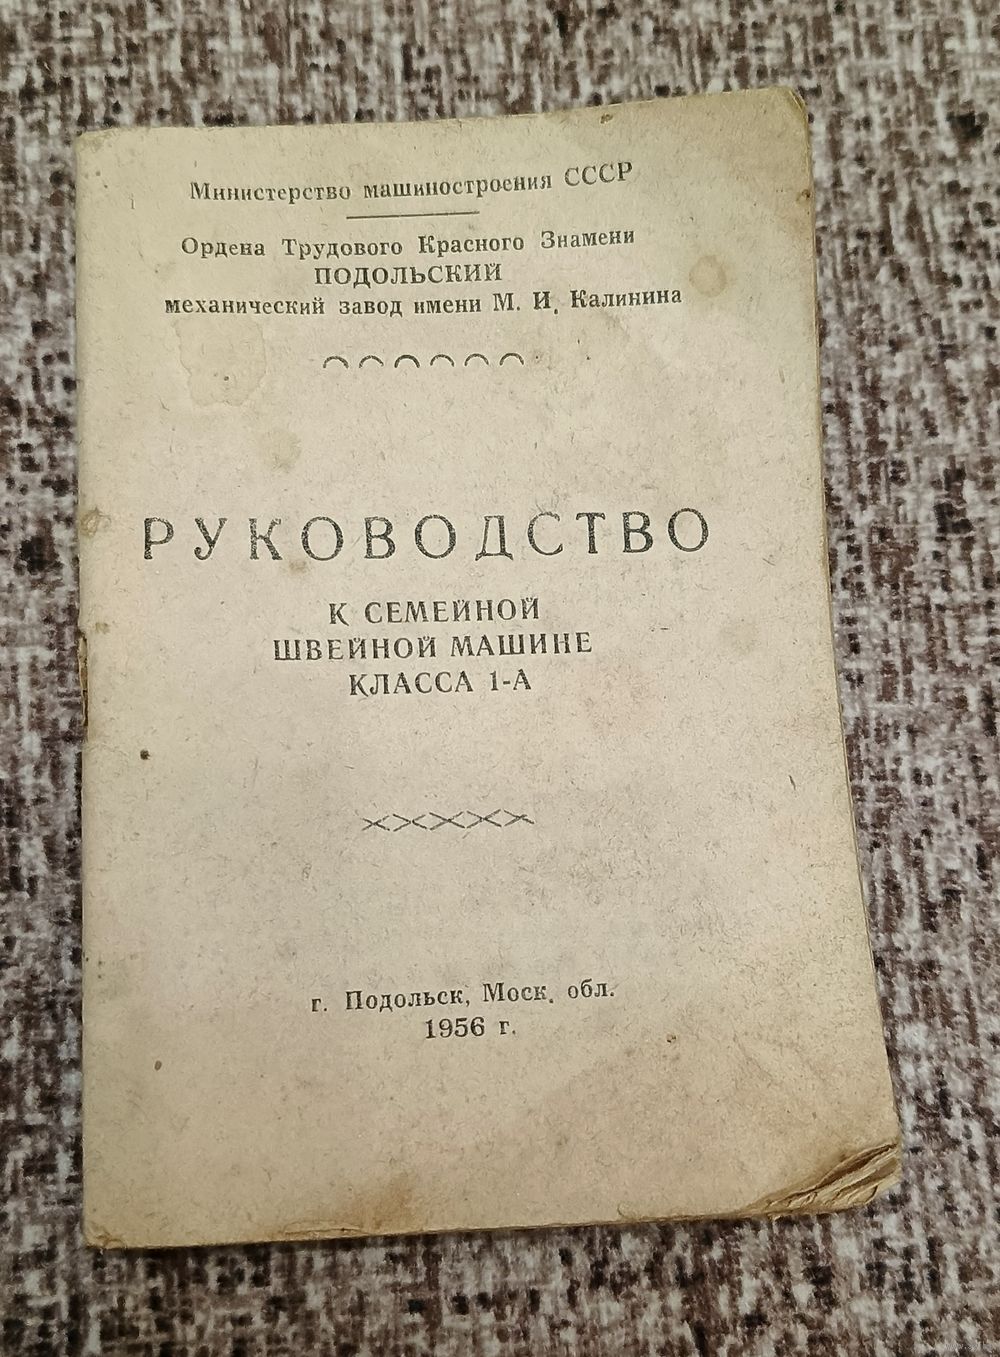 Министерство машиностроения СССР
Ордена Трудового Красного Знамени
ПОДОЛЬСКИЙ
механический завод имени М. И. Калинина
РУКОВОДСТВО
К СЕМЕЙНОЙ
ШВЕЙНОЙ МАШИНЕ
КЛАССА 1-А
г. Подольск, Моск. обл.
1956 г.